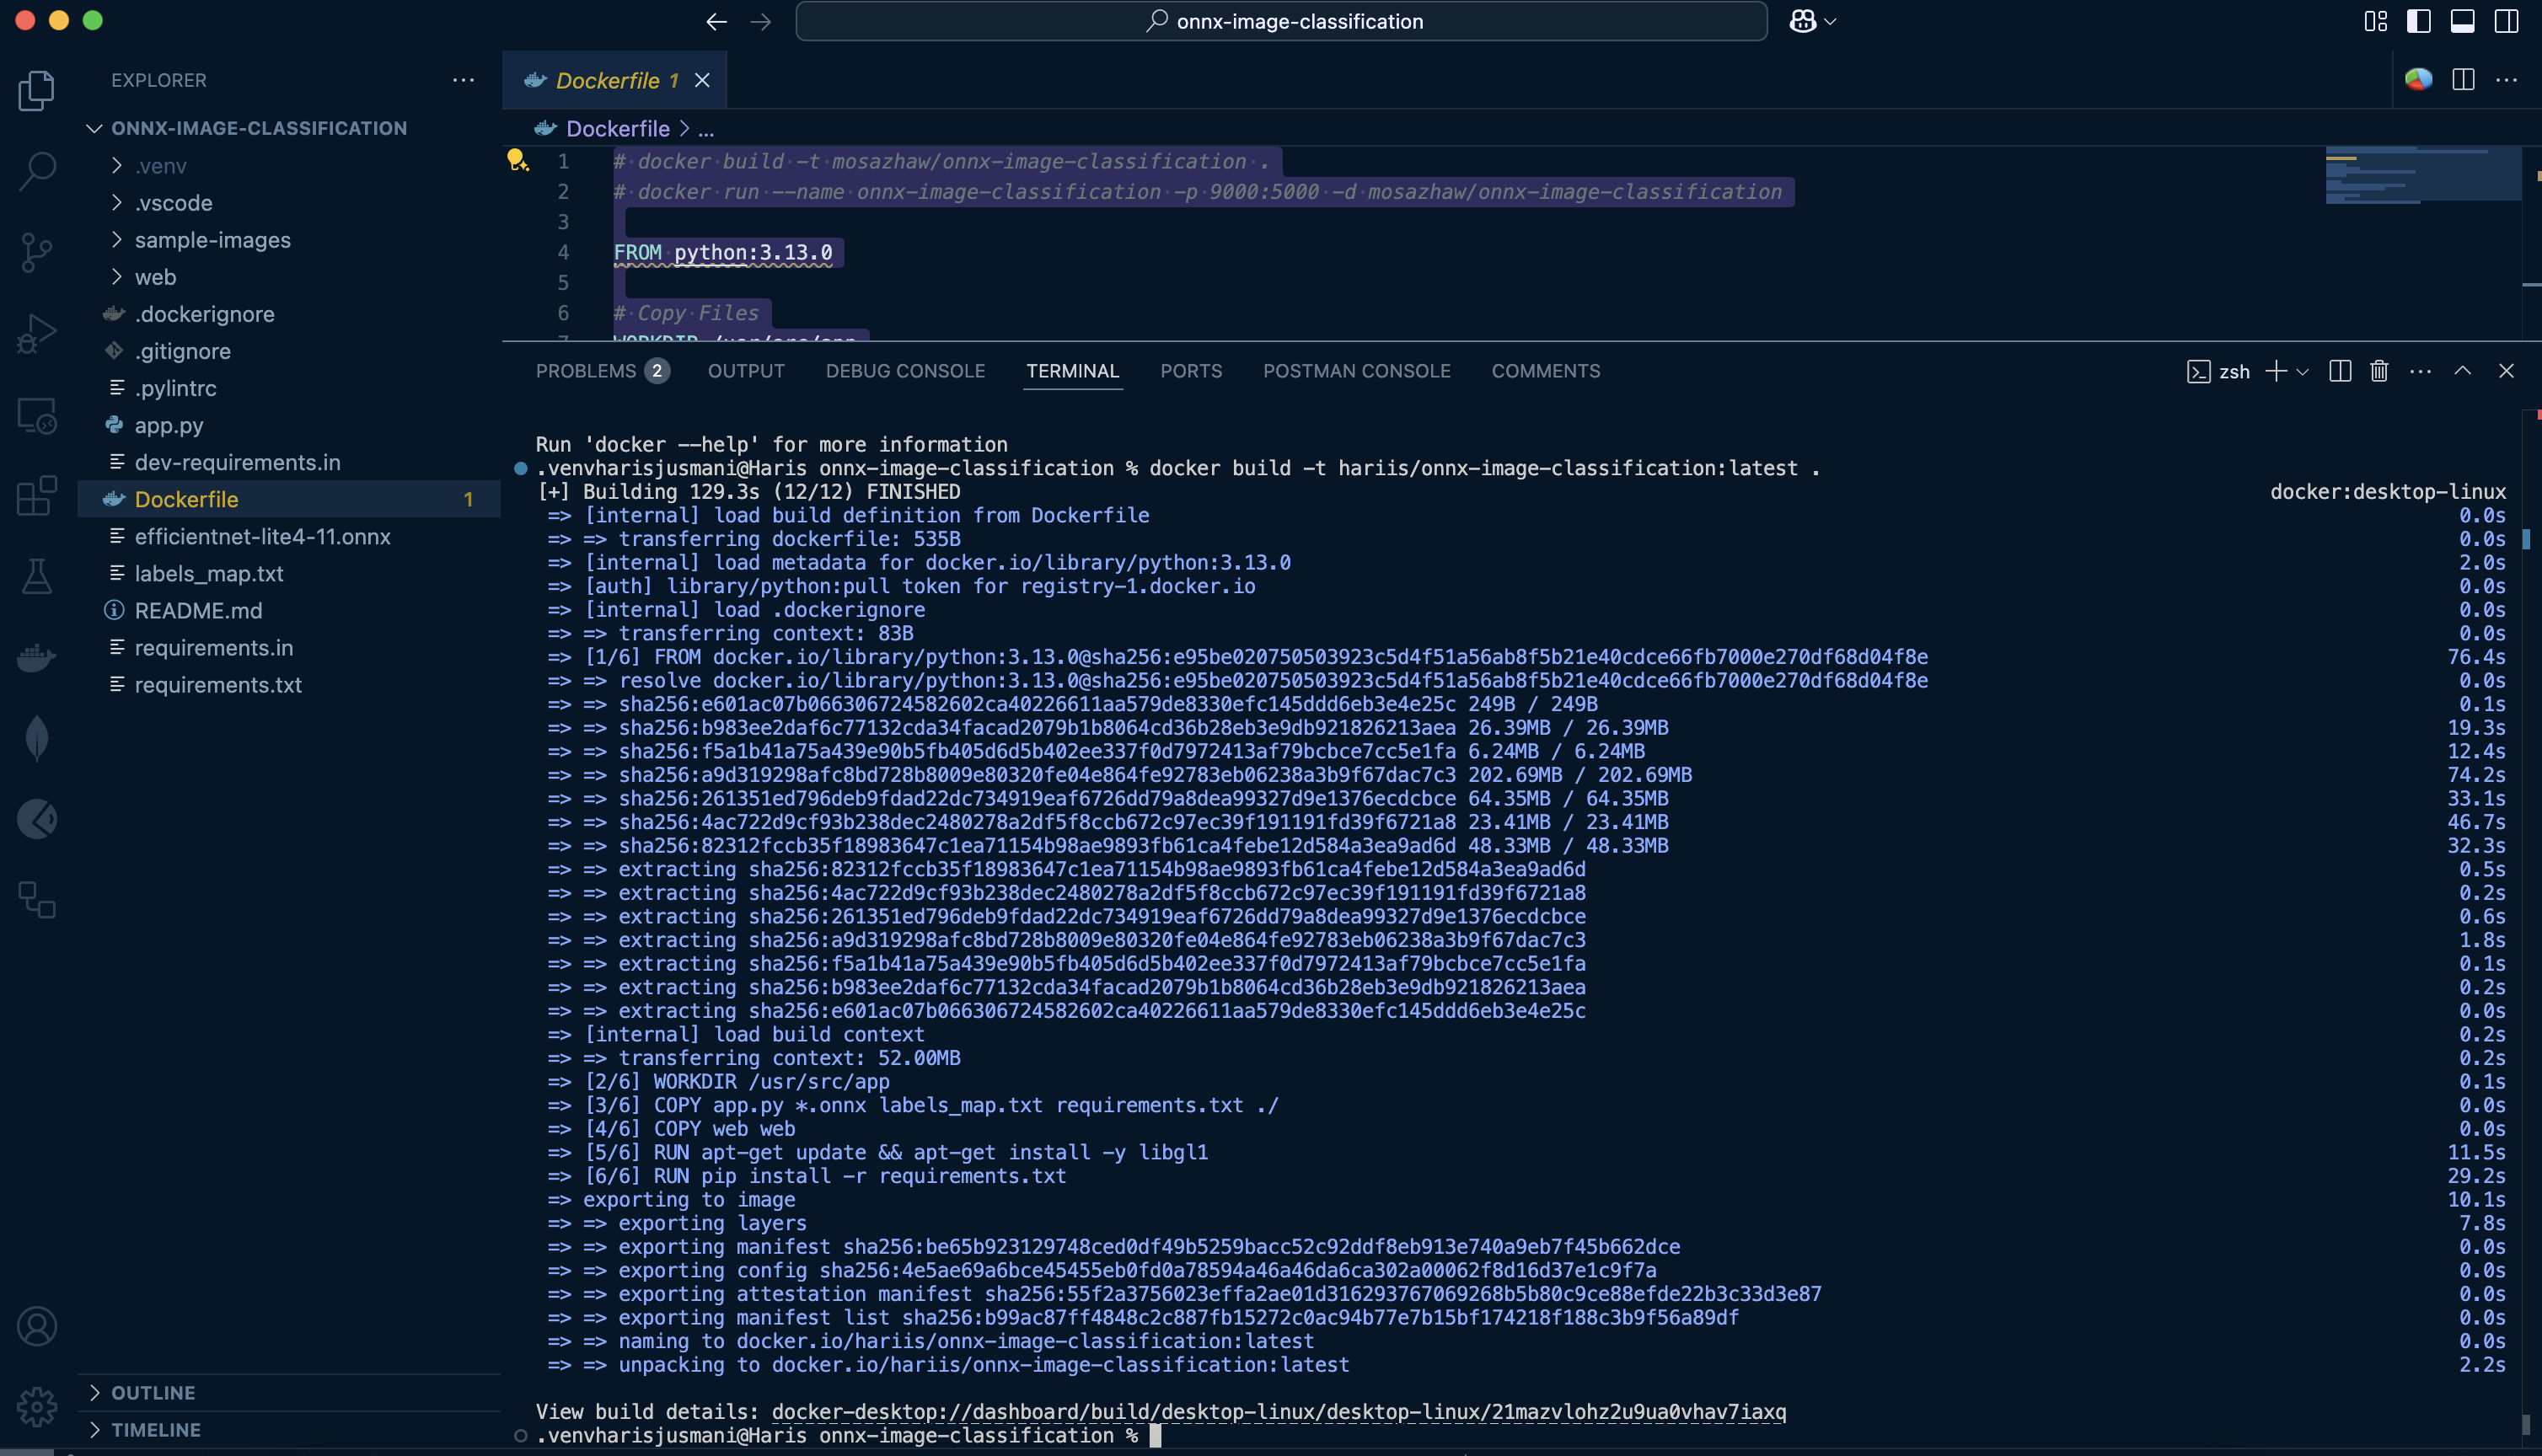 onnx-image-classification
EXPLORER
ONNX-IMAGE-CLASSIFICATION
.venv
.vscode
sample-images
web
.dockerignore
.gitignore
.pylintrc
app.py
dev-requirements.in
Dockerfile 1
efficientnet-lite4-11.onnx
labels_map.txt
README.md
requirements.in
requirements.txt
OUTLINE
TIMELINE
Dockerfile 1
Dockerfile > ...
1 # docker build -t mosazhaw/onnx-image-classification .
2 # docker run --name onnx-image-classification -p 9000:5000 -d mosazhaw/onnx-image-classification
3
4 FROM python:3.13.0
5
6 # Copy Files
7 WORKDIR /usr/src/app
PROBLEMS 2 OUTPUT DEBUG CONSOLE TERMINAL PORTS POSTMAN CONSOLE COMMENTS zsh
Run 'docker --help' for more information
.venvharisjusmani@Haris onnx-image-classification % docker build -t hariis/onnx-image-classification:latest .
[+] Building 129.3s (12/12) FINISHED docker:desktop-linux
=> [internal] load build definition from Dockerfile 0.0s
=> => transferring dockerfile: 535B 0.0s
=> [internal] load metadata for docker.io/library/python:3.13.0 2.0s
=> [auth] library/python:pull token for registry-1.docker.io 0.0s
=> [internal] load .dockerignore 0.0s
=> => transferring context: 83B 0.0s
=> [1/6] FROM docker.io/library/python:3.13.0@sha256:e95be020750503923c5d4f51a56ab8f5b21e40cdce66fb7000e270df68d04f8e 76.4s
=> => resolve docker.io/library/python:3.13.0@sha256:e95be020750503923c5d4f51a56ab8f5b21e40cdce66fb7000e270df68d04f8e 0.0s
=> => sha256:e601ac07b066306724582602ca40226611aa579de8330efc145ddd6eb3e4e25c 249B / 249B 0.1s
=> => sha256:b983ee2daf6c77132cda34facad2079b1b8064cd36b28eb3e9db921826213aea 26.39MB / 26.39MB 19.3s
=> => sha256:f5a1b41a75a439e90b5fb405d6d5b402ee337f0d7972413af79bcbce7cc5e1fa 6.24MB / 6.24MB 12.4s
=> => sha256:a9d319298afc8bd728b8009e80320fe04e864fe92783eb06238a3b9f67dac7c3 202.69MB / 202.69MB 74.2s
=> => sha256:261351ed796deb9fdad22dc734919eaf6726dd79a8dea99327d9e1376ecdcbce 64.35MB / 64.35MB 33.1s
=> => sha256:4ac722d9cf93b238dec2480278a2df5f8ccb672c97ec39f191191fd39f6721a8 23.41MB / 23.41MB 46.7s
=> => sha256:82312fccb35f18983647c1ea71154b98ae9893fb61ca4febe12d584a3ea9ad6d 48.33MB / 48.33MB 32.3s
=> => extracting sha256:82312fccb35f18983647c1ea71154b98ae9893fb61ca4febe12d584a3ea9ad6d 0.5s
=> => extracting sha256:4ac722d9cf93b238dec2480278a2df5f8ccb672c97ec39f191191fd39f6721a8 0.2s
=> => extracting sha256:261351ed796deb9fdad22dc734919eaf6726dd79a8dea99327d9e1376ecdcbce 0.6s
=> => extracting sha256:a9d319298afc8bd728b8009e80320fe04e864fe92783eb06238a3b9f67dac7c3 1.8s
=> => extracting sha256:f5a1b41a75a439e90b5fb405d6d5b402ee337f0d7972413af79bcbce7cc5e1fa 0.1s
=> => extracting sha256:b983ee2daf6c77132cda34facad2079b1b8064cd36b28eb3e9db921826213aea 0.2s
=> => extracting sha256:e601ac07b066306724582602ca40226611aa579de8330efc145ddd6eb3e4e25c 0.0s
=> [internal] load build context 0.2s
=> => transferring context: 52.00MB 0.2s
=> [2/6] WORKDIR /usr/src/app 0.1s
=> [3/6] COPY app.py *.onnx labels_map.txt requirements.txt ./ 0.0s
=> [4/6] COPY web web 0.0s
=> [5/6] RUN apt-get update && apt-get install -y libgl1 11.5s
=> [6/6] RUN pip install -r requirements.txt 29.2s
=> exporting to image 10.1s
=> => exporting layers 7.8s
=> => exporting manifest sha256:be65b923129748ced0df49b5259bacc52c92ddf8eb913e740a9eb7f45b662dce 0.0s
=> => exporting config sha256:4e5ae69a6bce45455eb0fd0a78594a46a46da6ca302a00062f8d16d37e1c9f7a 0.0s
=> => exporting attestation manifest sha256:55f2a3756023effa2ae01d316293767069268b5b80c9ce88efde22b3c33d3e87 0.0s
=> => exporting manifest list sha256:b99ac87ff4848c2c887fb15272c0ac94b77e7b15bf174218f188c3b9f56a89df 0.0s
=> => naming to docker.io/hariis/onnx-image-classification:latest 0.0s
=> => unpacking to docker.io/hariis/onnx-image-classification:latest 2.2s
View build details: docker-desktop://dashboard/build/desktop-linux/desktop-linux/21mazvlohz2u9ua0vhav7iaxq
.venvharisjusmani@Haris onnx-image-classification %